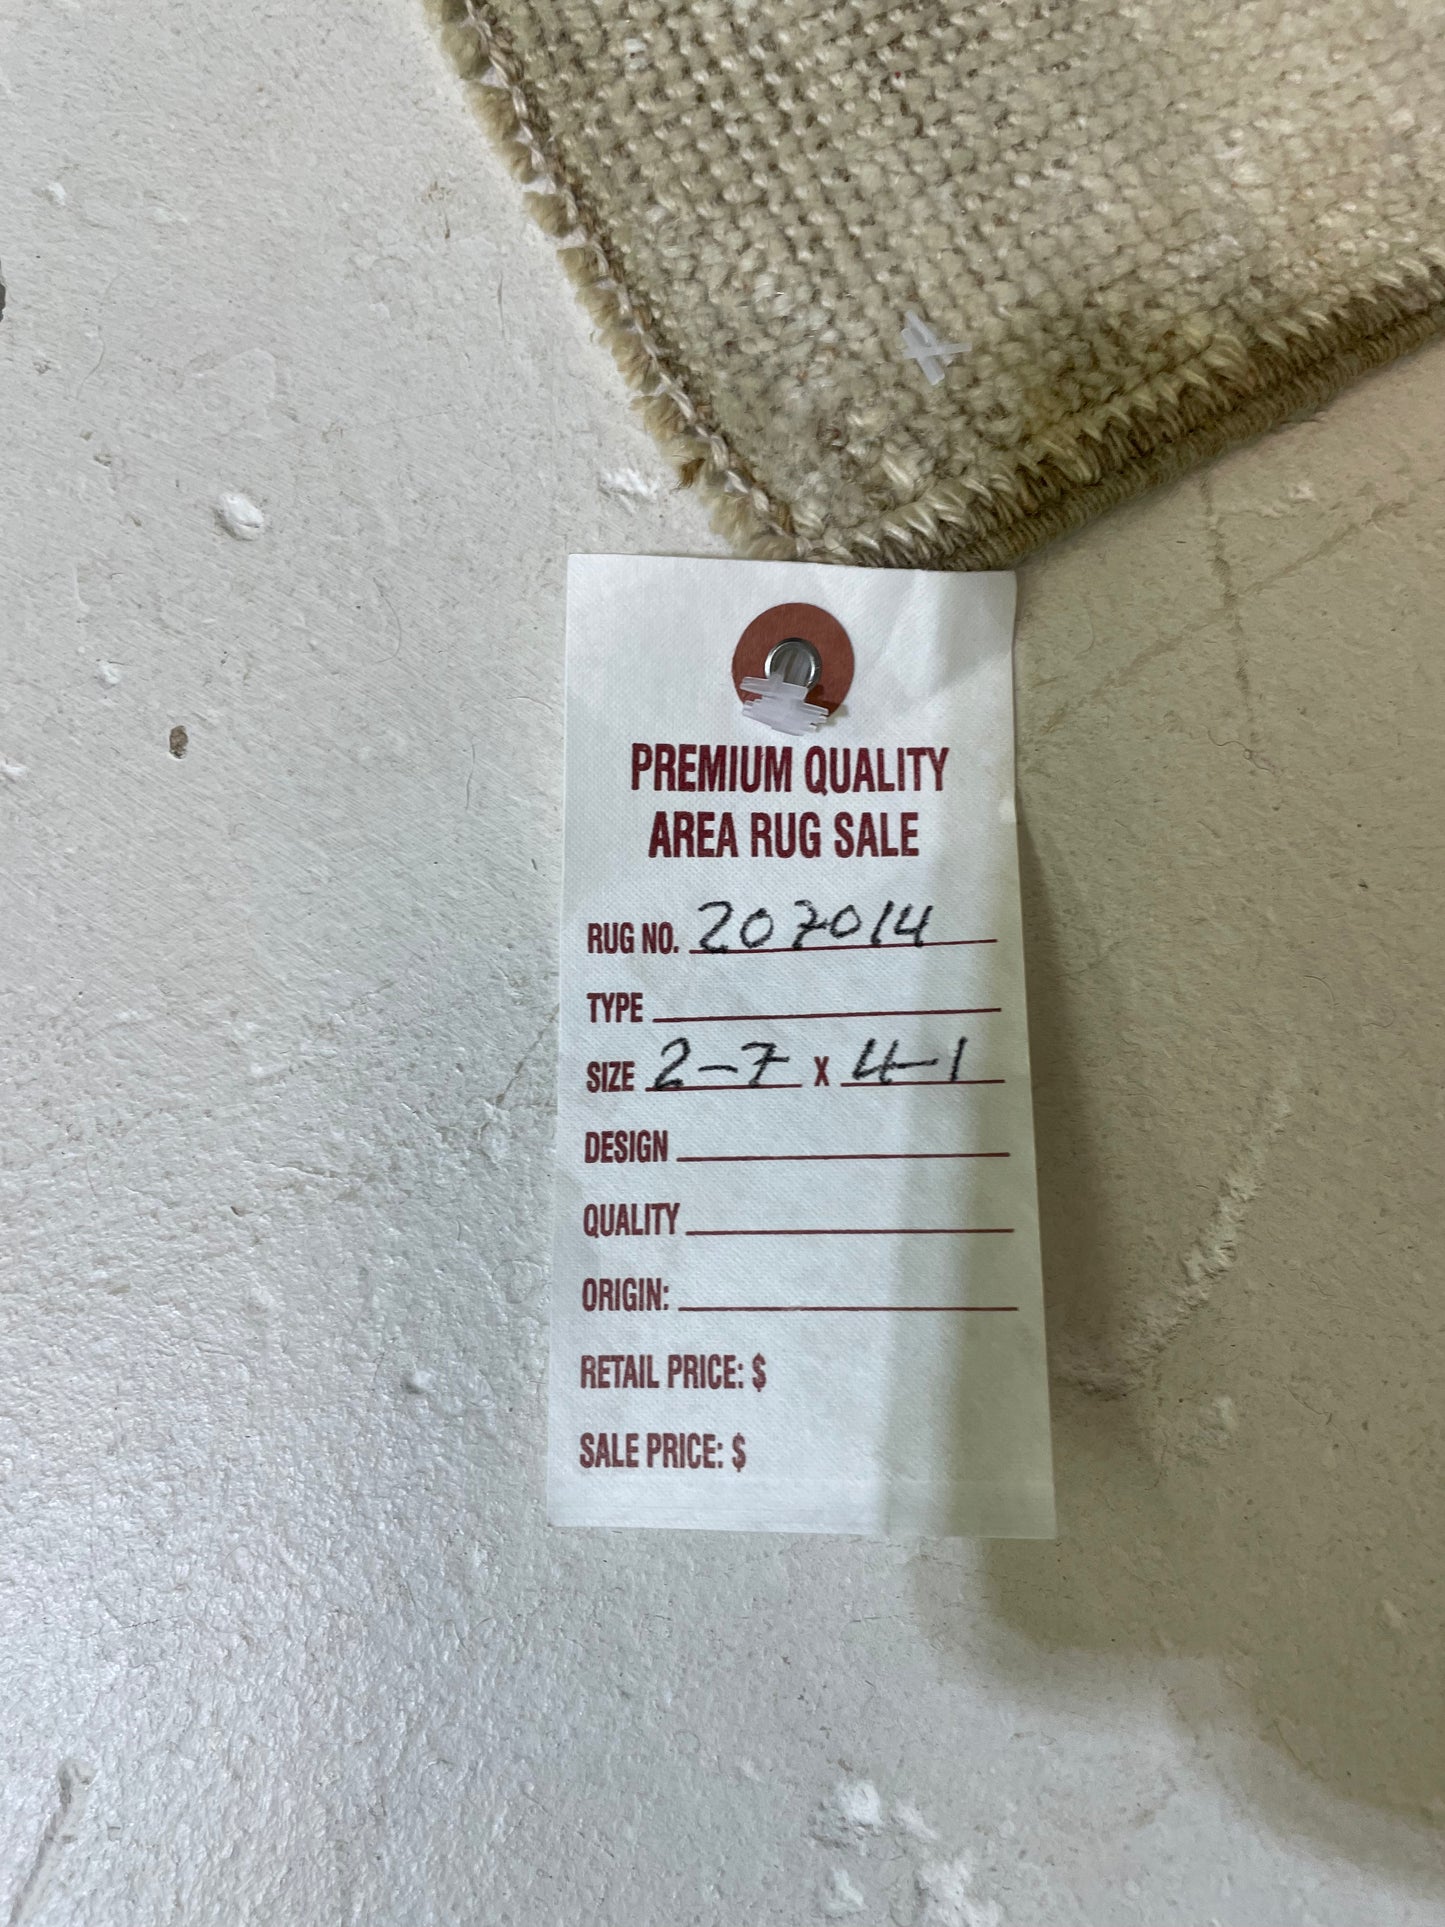 PREMIUM QUALITY
AREA RUG SALE
RUG NO. 207014
TYPE
SIZE 2-7 X 4-1
DESIGN
QUALITY
ORIGIN:
RETAIL PRICE: $
SALE PRICE: $